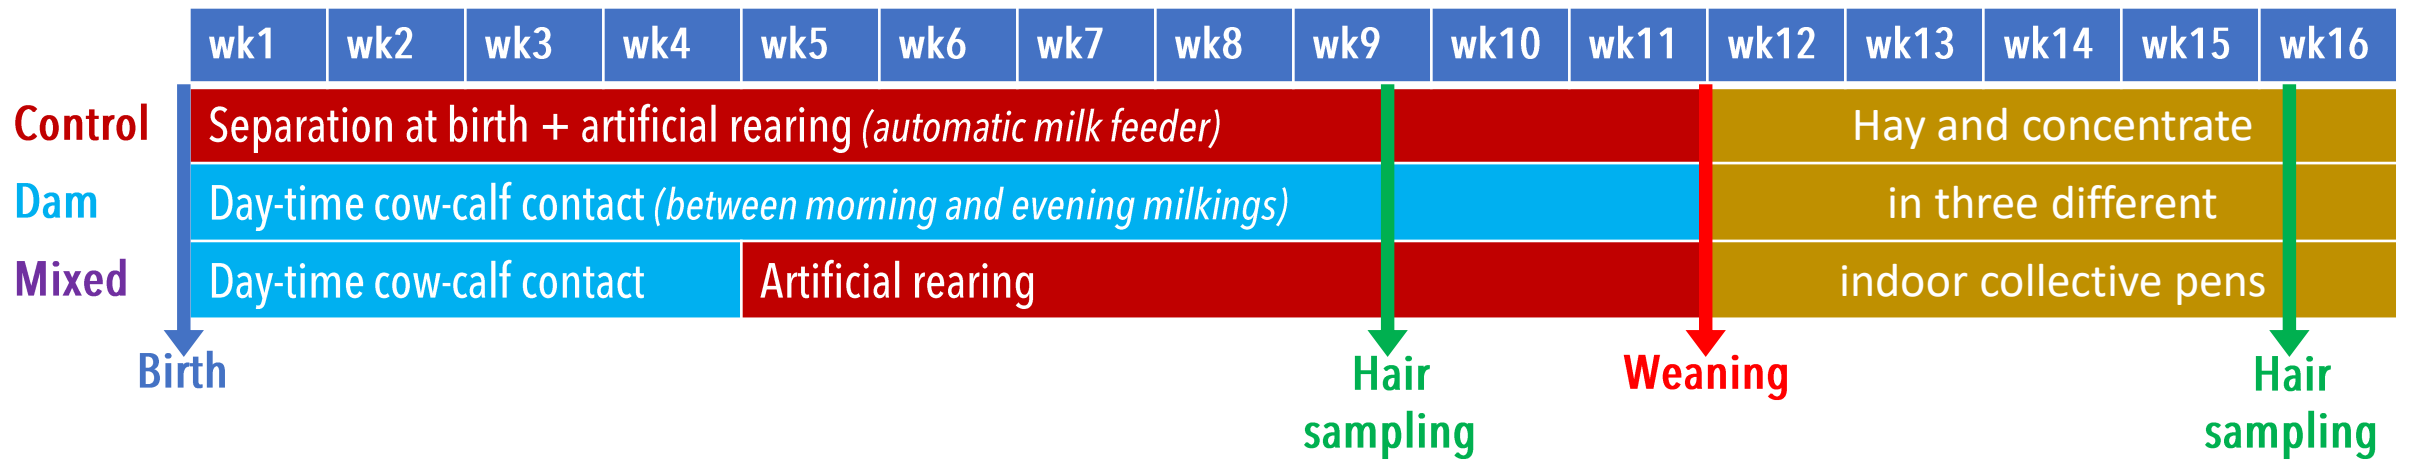 wk1 wk2 wk3 wk4 wk5 wk6 wk7 wk8 wk9 wk10 wk11 wk12 wk13 wk14 wk15 wk16
Control Separation at birth + artificial rearing (automatic milk feeder) Hay and concentrate
Dam Day-time cow-calf contact (between morning and evening milkings) in three different
Mixed Day-time cow-calf contact Artificial rearing indoor collective pens
Birth Hair Weaning Hair
sampling sampling